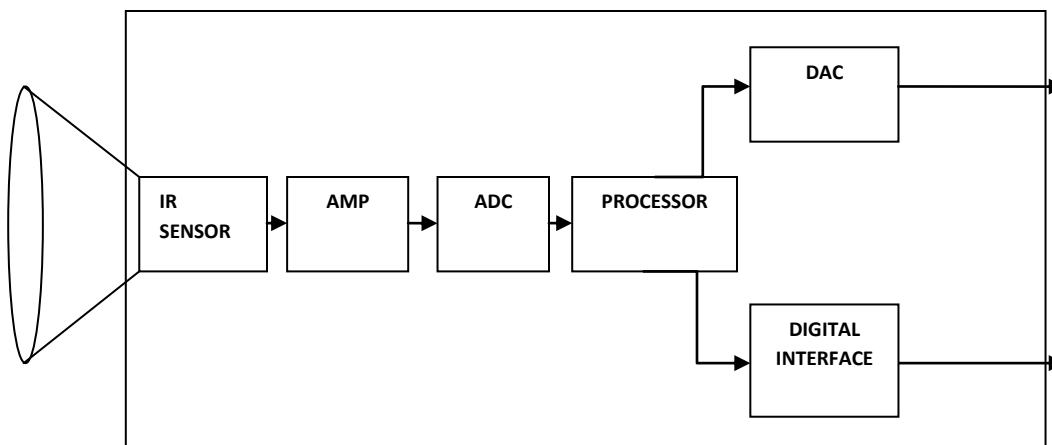 DAC
IR
SENSOR
AMP
ADC
PROCESSOR
DIGITAL
INTERFACE